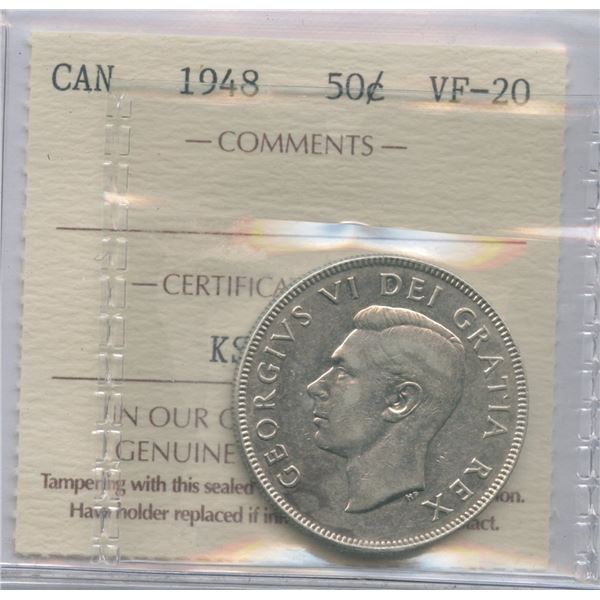 CAN 1948 50¢ VF-20
— COMMENTS —
— CERTIFICA
KS
IN OUR
GENUINE
Tampering with this sealed
Have holder replaced if
GEORGIVS VI DEI GRATIA REX
HP